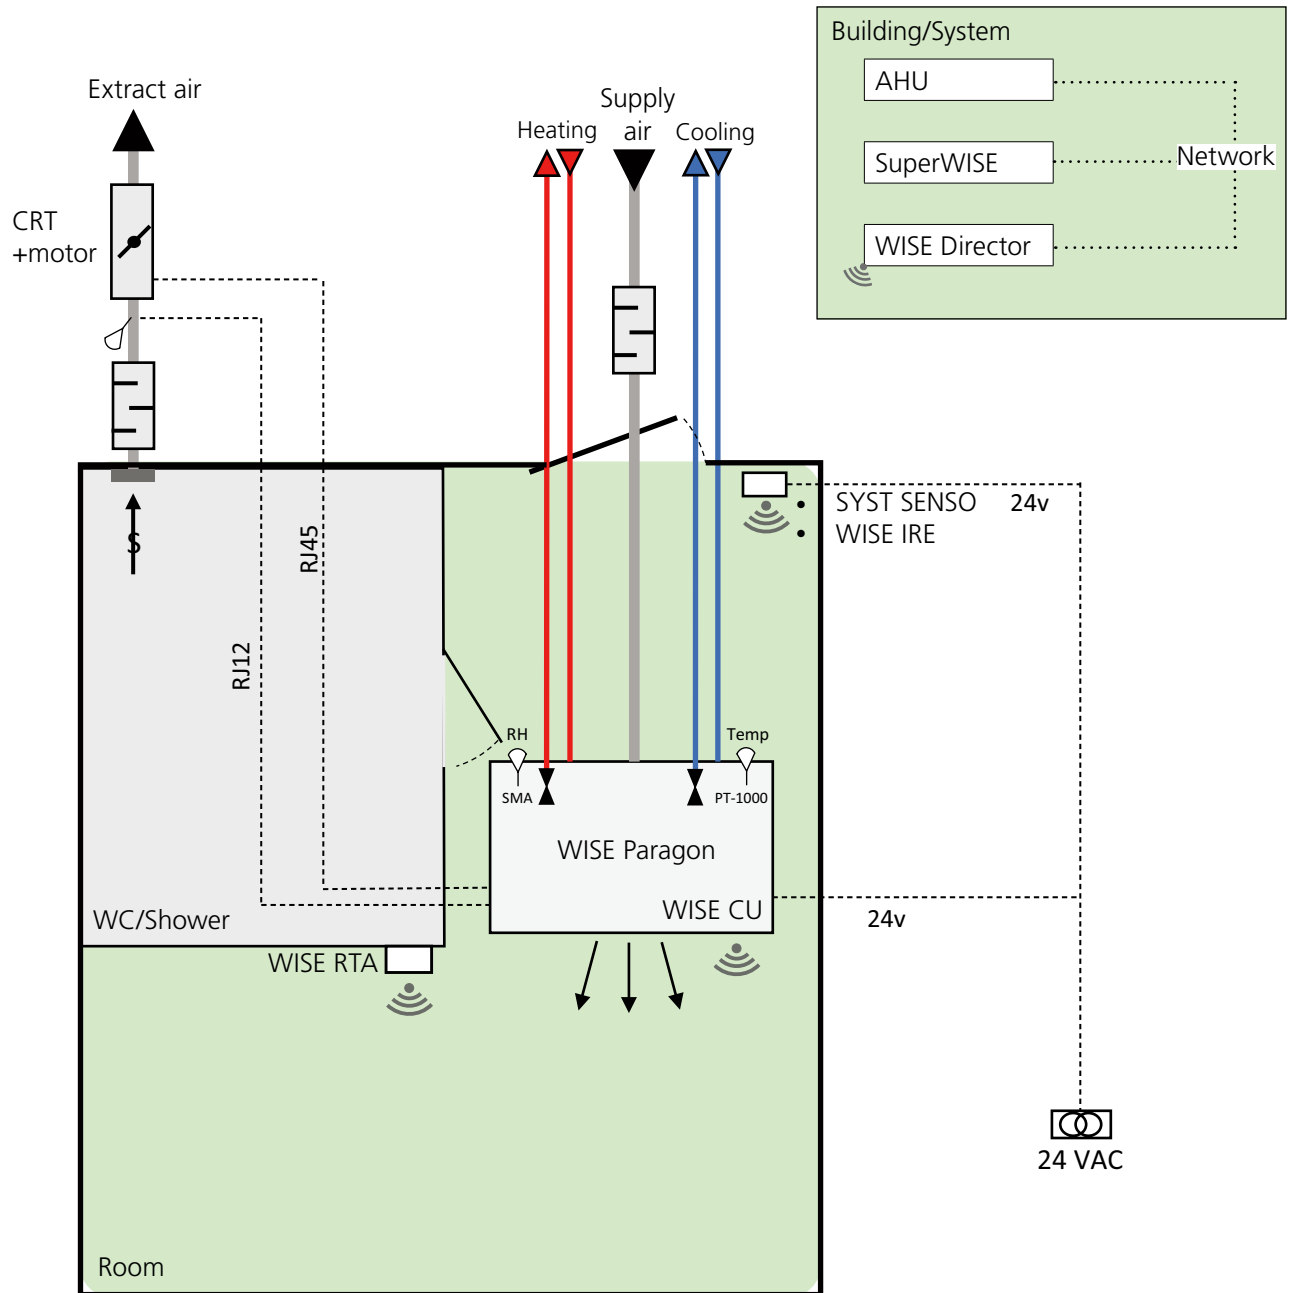 Building/System
AHU
SuperWISE
Network
WISE Director
Extract air
Supply
air
Heating
Cooling
CRT
+motor
SYST SENSO
24v
WISE IRE
S
RJ45
RJ12
RH
Temp
SMA
PT-1000
WISE Paragon
WISE CU
24v
WC/Shower
WISE RTA
24 VAC
Room